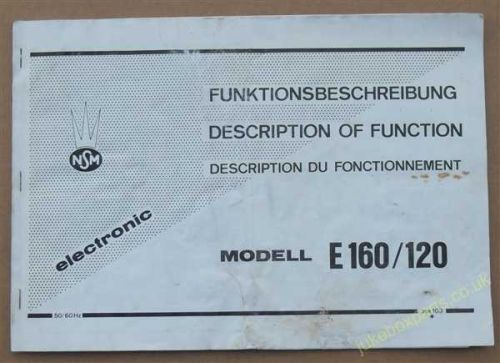 FUNKTIONSBESCHREIBUNG
DESCRIPTION OF FUNCTION
DESCRIPTION DU FONCTIONNEMENT
NSM
electronic
MODELL E 160/120
50/60Hz
jukeboxparts.co.uk